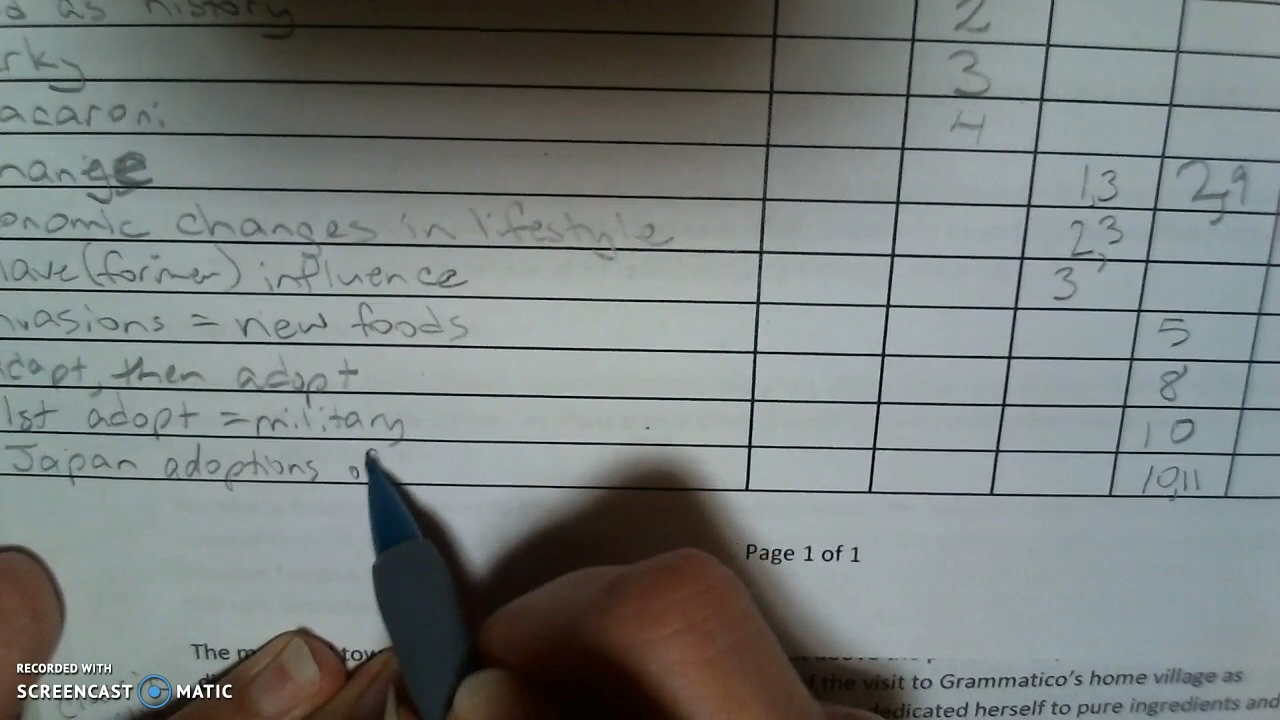 as history 2
rky 3
acaroni 4
hange 1,3 2,9
onomic changes in lifestyle 2,3
lave (former) influence 3
nvasions = new foods 5
dapt, then adopt 8
1st adopt = military 10
Japan adoptions 10,11
Page 1 of 1
The
the visit to Grammatico's home village as
edicated herself to pure ingredients and
RECORDED WITH
SCREENCAST MATIC